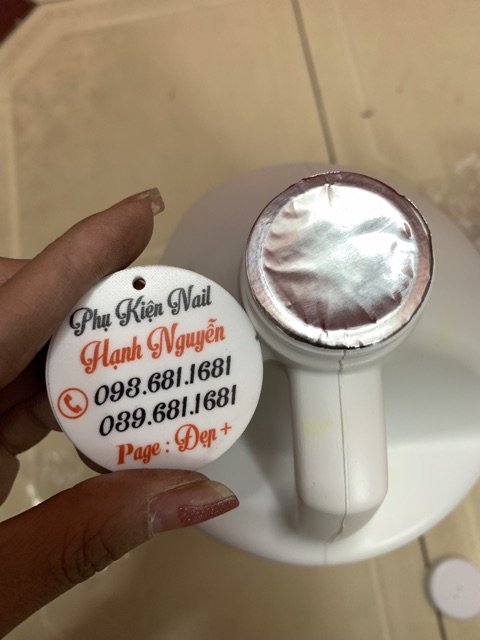 Phụ Kiện Nail
Hạnh Nguyễn
093.681.1681
039.681.1681
Page : Đẹp +